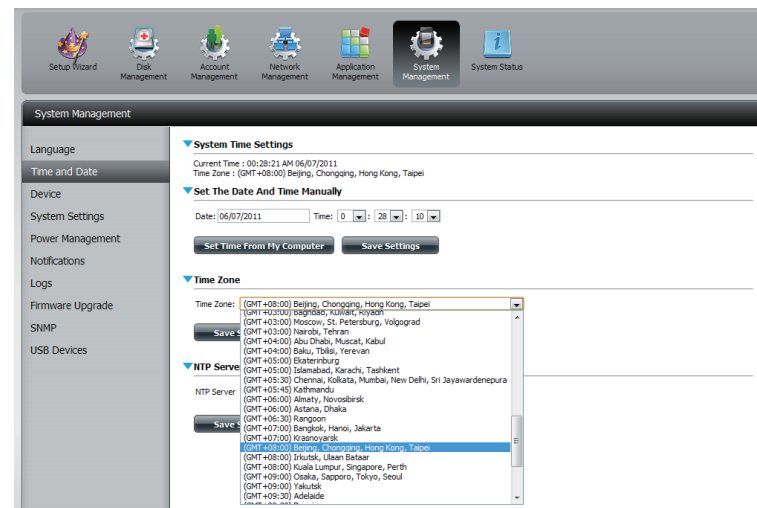 Setup Wizard
Disk Management
Account Management
Network Management
Application Management
System Management
System Status
System Management
Language
Time and Date
Device
System Settings
Power Management
Notifications
Logs
Firmware Upgrade
SNMP
USB Devices
System Time Settings
Current Time : 00:28:21 AM 06/07/2011
Time Zone : (GMT+08:00) Beijing, Chongqing, Hong Kong, Taipei
Set The Date And Time Manually
Date: 06/07/2011 Time: 0 : 28 : 10
Set Time From My Computer Save Settings
Time Zone
Time Zone: (GMT+08:00) Beijing, Chongqing, Hong Kong, Taipei
(GMT+03:00) Baghdad, Kuwait, Riyadh
(GMT+03:00) Moscow, St. Petersburg, Volgograd
(GMT+03:00) Nairobi, Tehran
Save
(GMT+04:00) Abu Dhabi, Muscat, Kabul
(GMT+04:00) Baku, Tbilisi, Yerevan
(GMT+05:00) Ekaterinburg
NTP Serve
(GMT+05:00) Islamabad, Karachi, Tashkent
(GMT+05:30) Chennai, Kolkata, Mumbai, New Delhi, Sri Jayawardenepura
NTP Server
(GMT+05:45) Kathmandu
(GMT+06:00) Almaty, Novosibirsk
(GMT+06:00) Astana, Dhaka
Save
(GMT+06:30) Rangoon
(GMT+07:00) Bangkok, Hanoi, Jakarta
(GMT+07:00) Krasnoyarsk
(GMT+08:00) Beijing, Chongqing, Hong Kong, Taipei
(GMT+08:00) Irkutsk, Ulaan Bataar
(GMT+08:00) Kuala Lumpur, Singapore, Perth
(GMT+09:00) Osaka, Sapporo, Tokyo, Seoul
(GMT+09:00) Yakutsk
(GMT+09:30) Adelaide